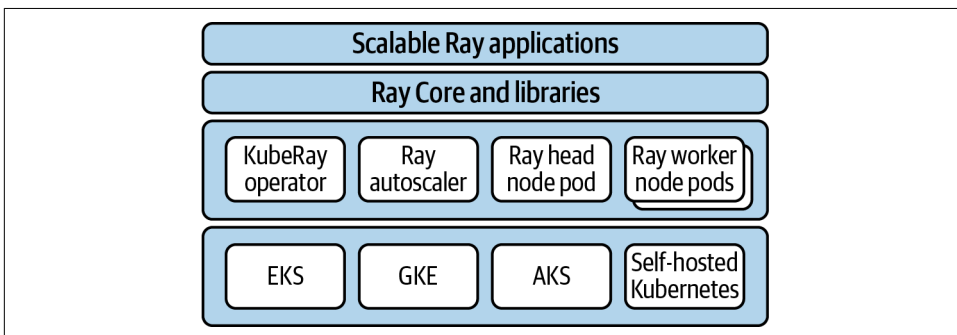 Scalable Ray applications
Ray Core and libraries
KubeRay
operator
Ray
autoscaler
Ray head
node pod
Ray worker
node pods
EKS
GKE
AKS
Self-hosted
Kubernetes